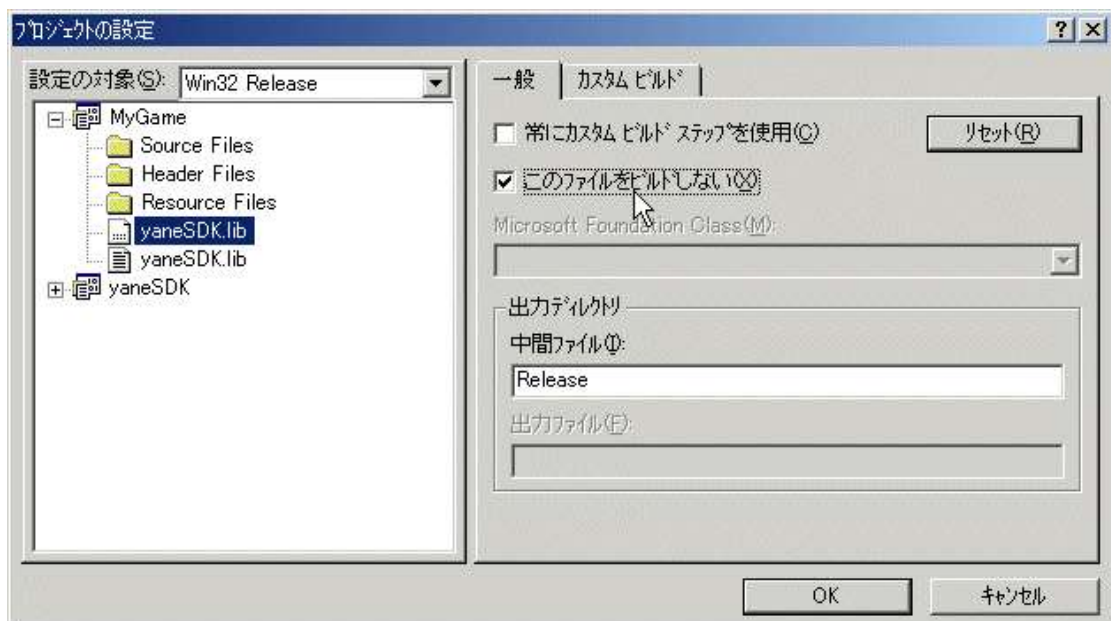 プロジェクトの設定
設定の対象(S): Win32 Release
MyGame
Source Files
Header Files
Resource Files
yaneSDK.lib
yaneSDK.lib
yaneSDK
一般 カスタム ビルド
常にカスタム ビルド ステップを使用(C)
リセット(R)
このファイルをビルドしない(X)
Microsoft Foundation Class(M):
出力ディレクトリ
中間ファイル(I):
Release
出力ファイル(F):
OK キャンセル